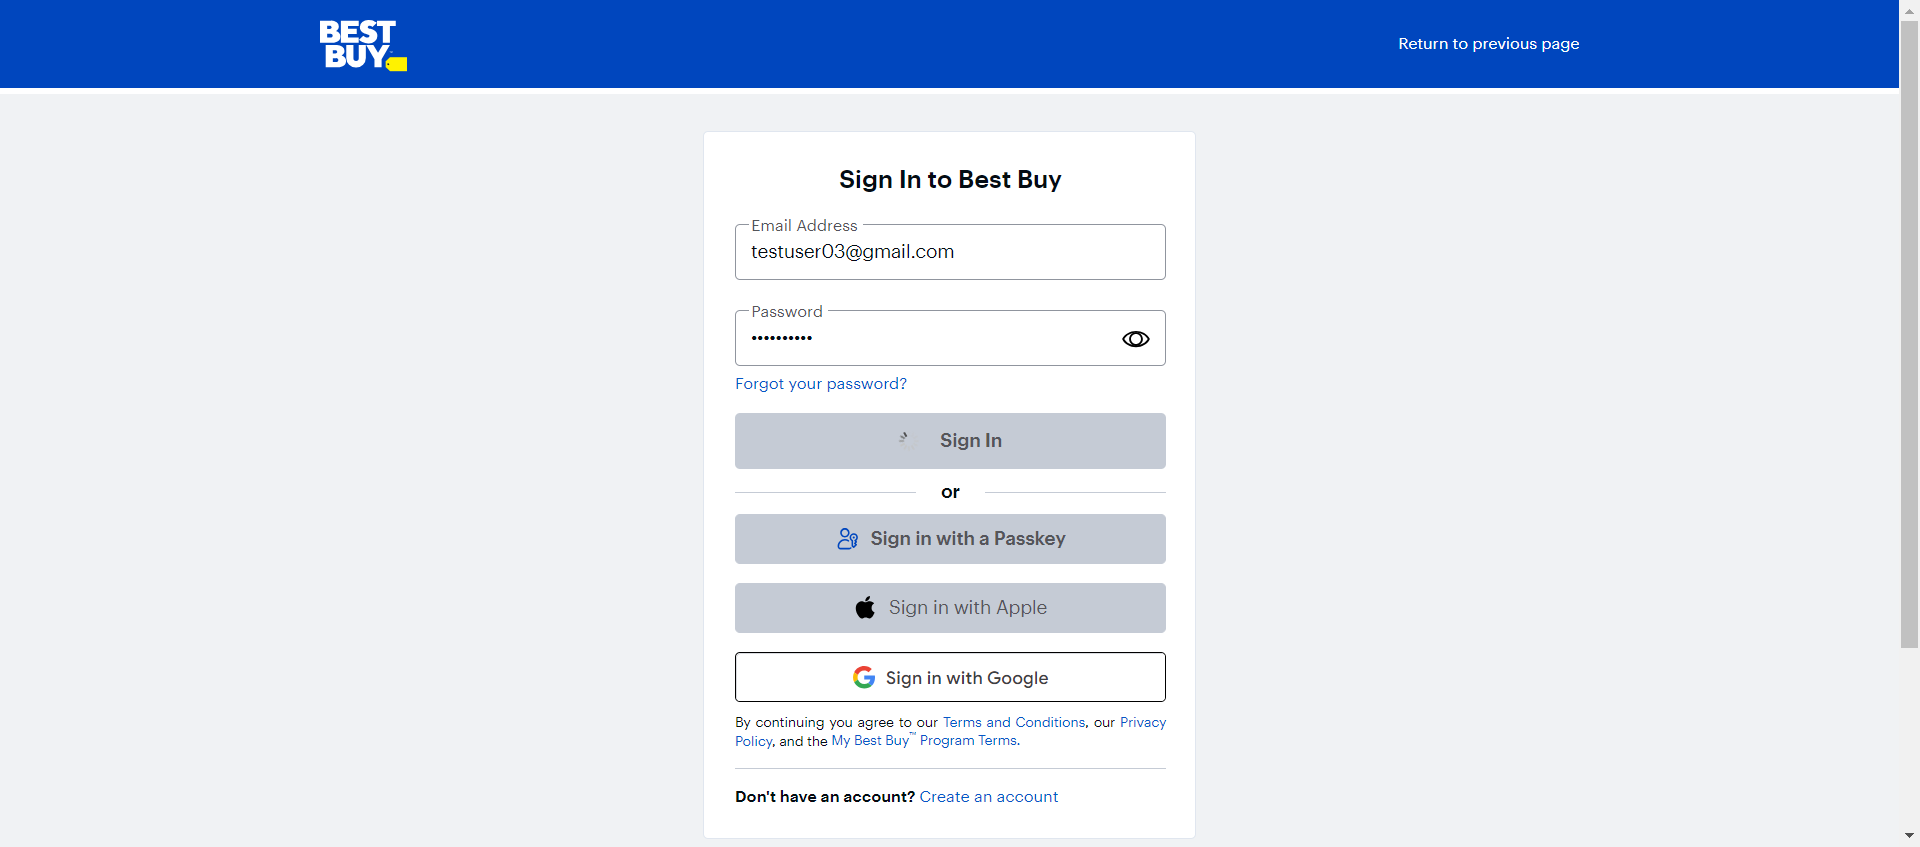 BEST
BUY
Return to previous page
Sign In to Best Buy
Email Address
testuser03@gmail.com
Password
••••••••••
Forgot your password?
Sign In
or
Sign in with a Passkey
Sign in with Apple
Sign in with Google
By continuing you agree to our Terms and Conditions, our Privacy
Policy, and the My Best Buy™ Program Terms.
Don't have an account? Create an account